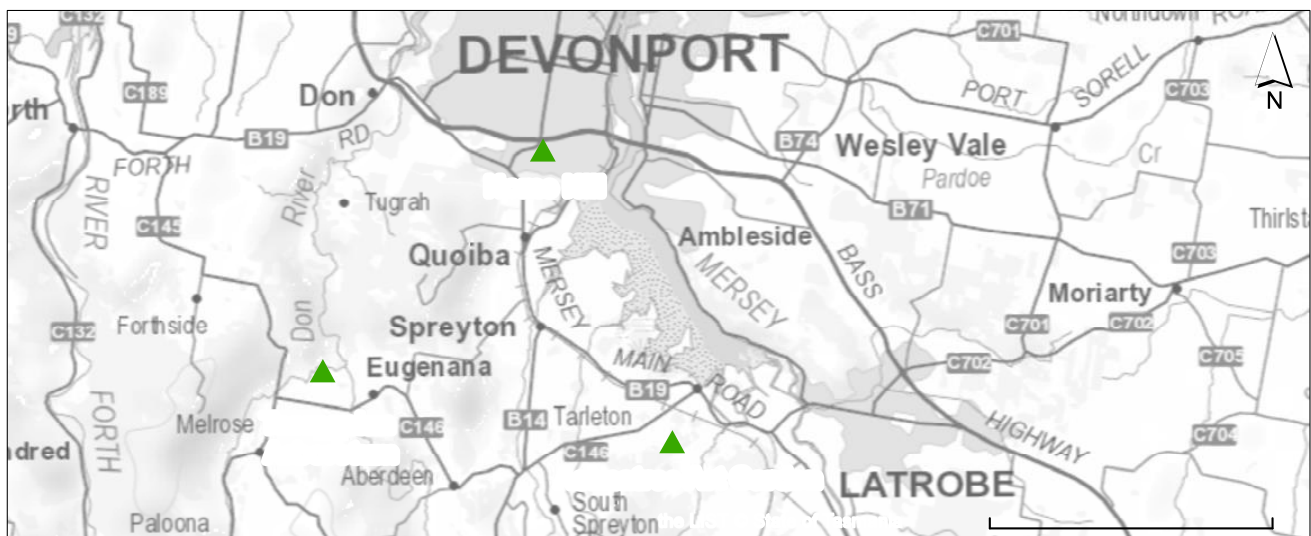 C132
Northdown
C701
DEVONPORT
SORELL
PORT
N
C189
Don
C703
B19
RD
B74
Wesley Vale
FORTH
Cr
Pardoe
RIVER
River
Tugrah
B71
C145
Thirlst
Ambleside
Quoiba
MERSEY
MERSEY
BASS
C703
Moriarty
Don
Forthside
Spreyton
C132
C701
C702
Eugenana
MAIN
C702
C705
B19
ROAD
FORTH
Melrose
C146
B14
Tarleton
HIGHWAY
C704
C146
Aberdeen
LATROBE
South
Spreyton
Paloona